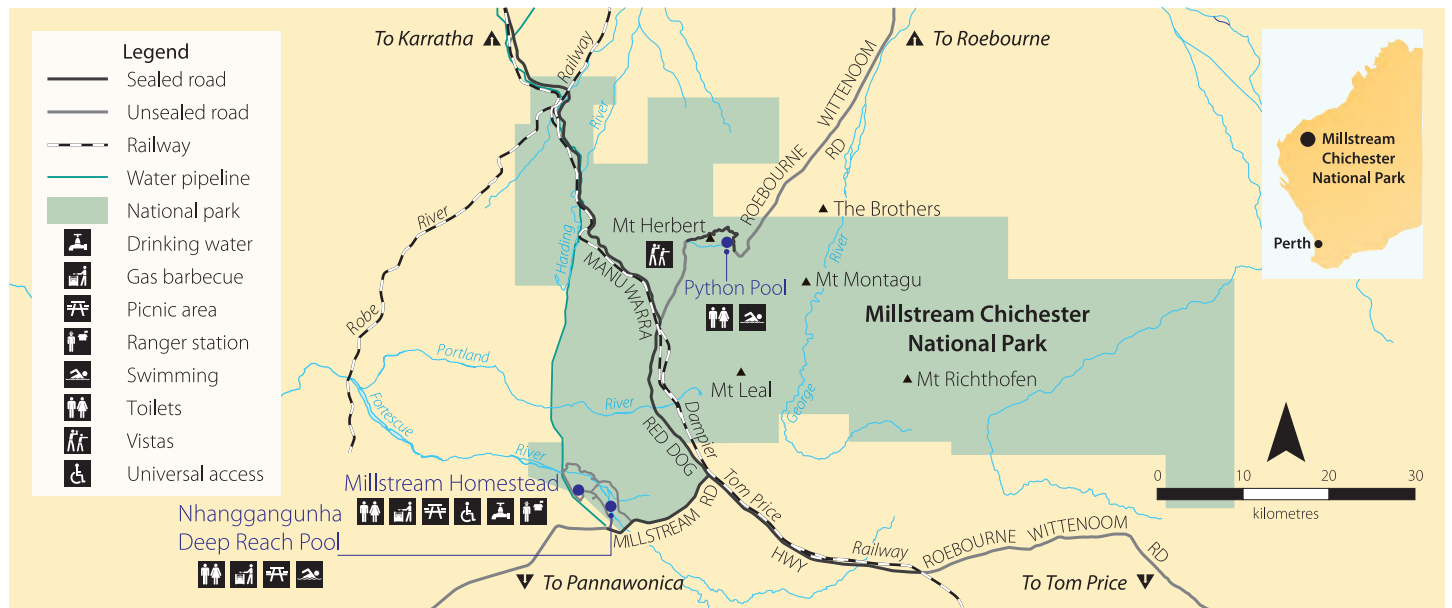 Legend
Sealed road
Unsealed road
Railway
Water pipeline
National park
Drinking water
Gas barbecue
Picnic area
Ranger station
Swimming
Toilets
Vistas
Universal access
To Karratha
To Roebourne
Railway
River
River
Robe
Harding
MANU WARRA
RED DOG
HWY
ROEBOURNE WITTENOOM
RD
The Brothers
Mt Herbert
Python Pool
Mt Montagu
River
George
Millstream Chichester
National Park
Mt Leal
Mt Richthofen
Portland
River
Fortescue
River
Dampier
Tom Price
Railway
Millstream Homestead
Nhanggangunha
Deep Reach Pool
MILLSTREAM RD
ROEBOURNE WITTENOOM
RD
To Pannawonica
To Tom Price
Millstream
Chichester
National Park
Perth
0 10 20 30
kilometres